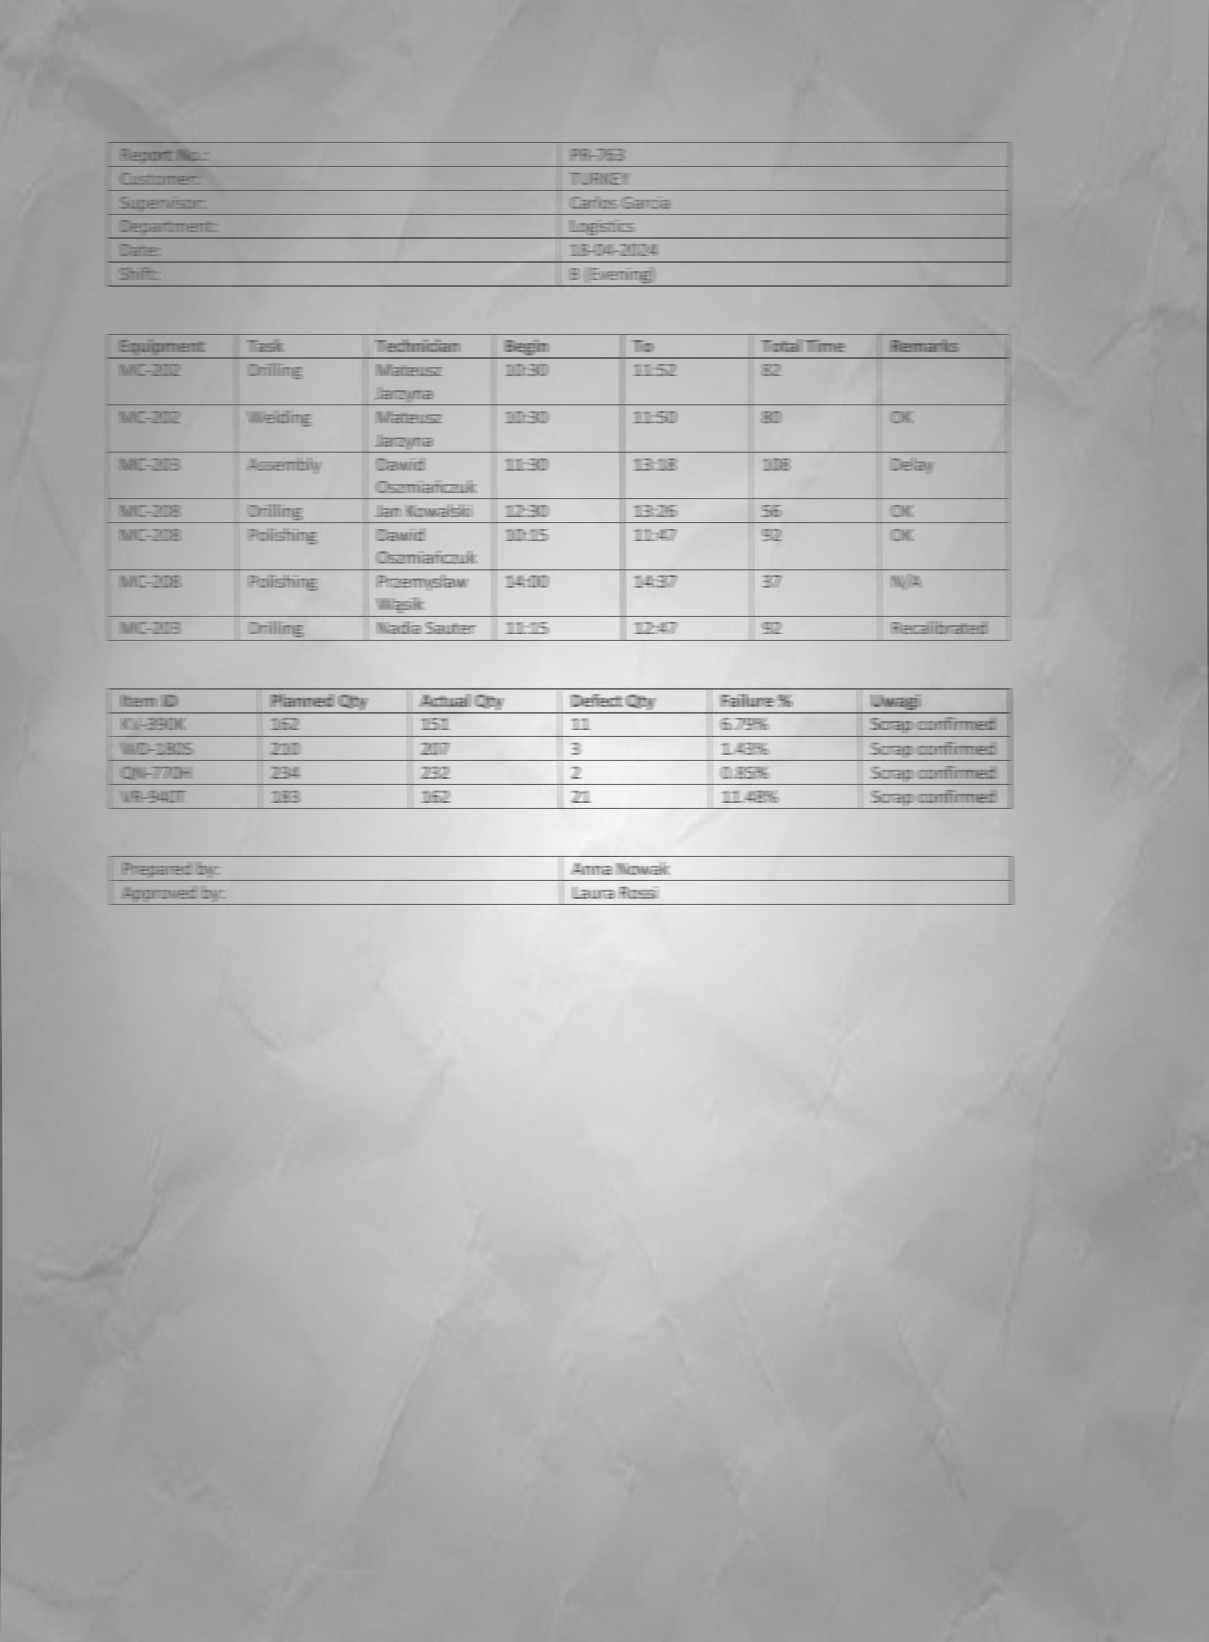 Report No.: PR-763
Customer: TURKEY
Supervisor: Carlos Garcia
Department: Logistics
Date: 18-04-2024
Shift: B (Evening)
Equipment Task Technician Begin To Total Time Remarks
MC-202 Drilling Mateusz Jarzyna 10:30 11:52 82
MC-202 Welding Mateusz Jarzyna 10:30 11:50 80 OK
MC-203 Assembly Dawid Oszmiańczuk 11:30 13:18 108 Delay
MC-208 Drilling Jan Kowalski 12:30 13:26 56 OK
MC-208 Polishing Dawid Oszmiańczuk 10:15 11:47 92 OK
MC-208 Polishing Przemysław Wąsik 14:00 14:37 37 N/A
MC-203 Drilling Nadia Sauter 11:15 12:47 92 Recalibrated
Item ID Planned Qty Actual Qty Defect Qty Failure % Uwagi
KV-390K 162 151 11 6.79% Scrap confirmed
WD-180S 210 207 3 1.43% Scrap confirmed
QN-770H 234 232 2 0.85% Scrap confirmed
VR-940T 183 162 21 11.48% Scrap confirmed
Prepared by: Anna Nowak
Approved by: Laura Rossi